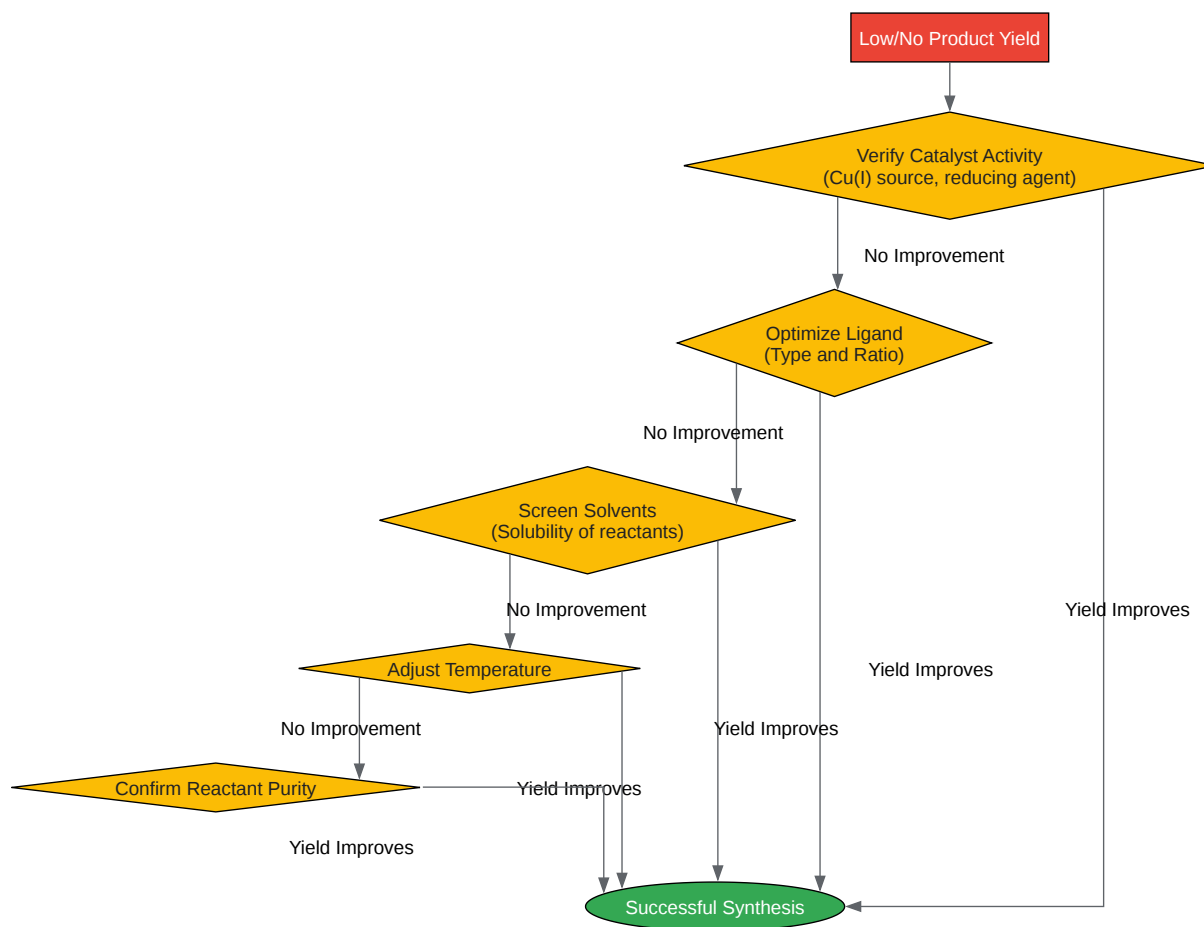 Low/No Product Yield
Verify Catalyst Activity
(Cu(I) source, reducing agent)
No Improvement
Optimize Ligand
(Type and Ratio)
No Improvement
Screen Solvents
(Solubility of reactants)
No Improvement
Yield Improves
Adjust Temperature
Yield Improves
No Improvement
Yield Improves
Confirm Reactant Purity
Yield Improves
Yield Improves
Successful Synthesis